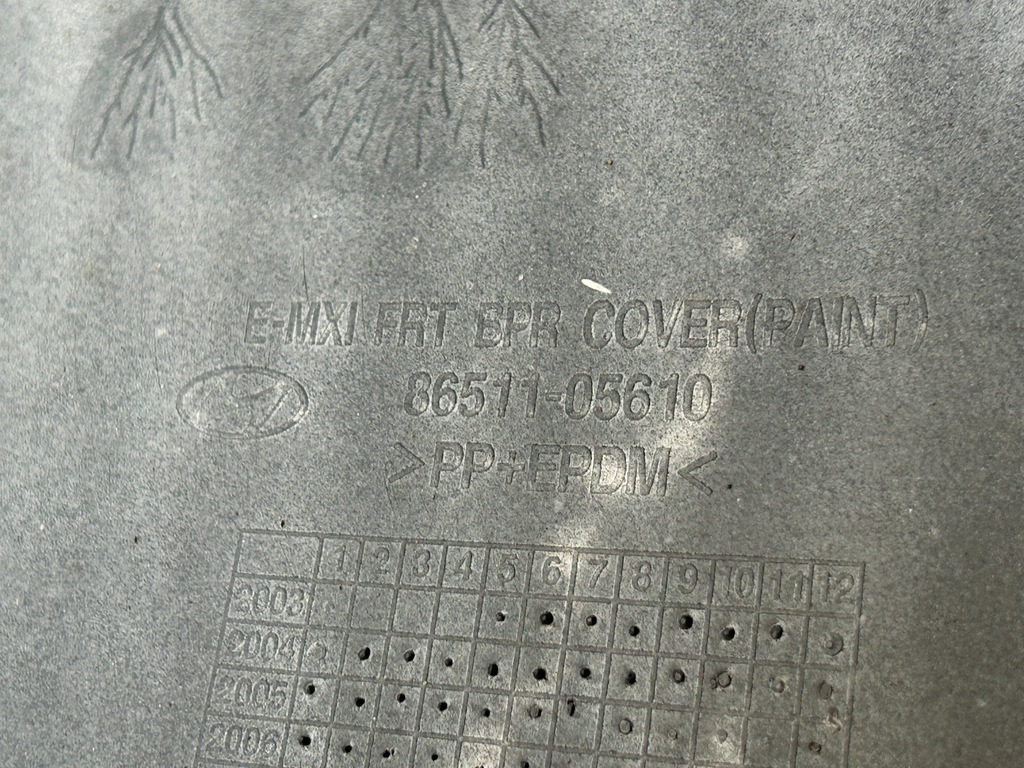 E-MXI FRT BPR COVER(PAINT)
86511-05610
>PP+EPDM<
1 2 3 4 5 6 7 8 9 10 11 12
2003
2004
2005
2006